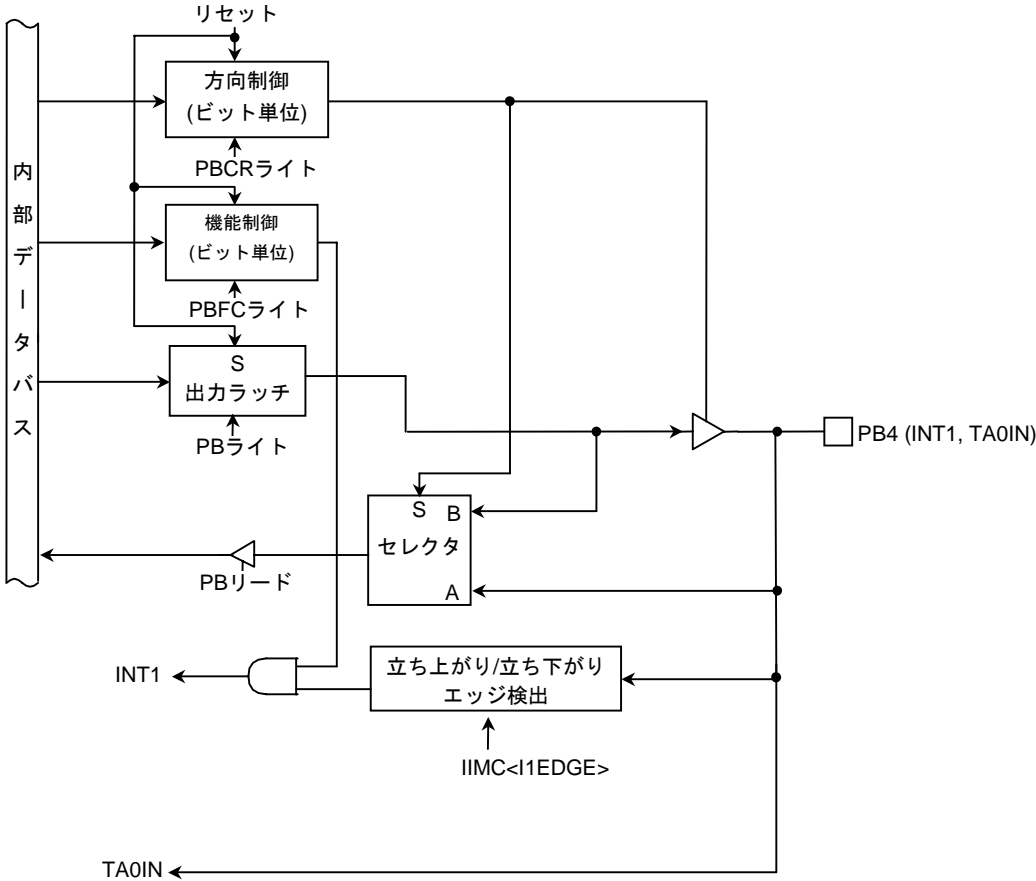 リセット
方向制御
(ビット単位)
PBCRライト
機能制御
(ビット単位)
PBFCライト
S
出力ラッチ
PBライト
内部データバス
PB4 (INT1, TA0IN)
S
B
セレクタ
A
PBリード
INT1
立ち上がり/立ち下がり
エッジ検出
IIMC<I1EDGE>
TA0IN